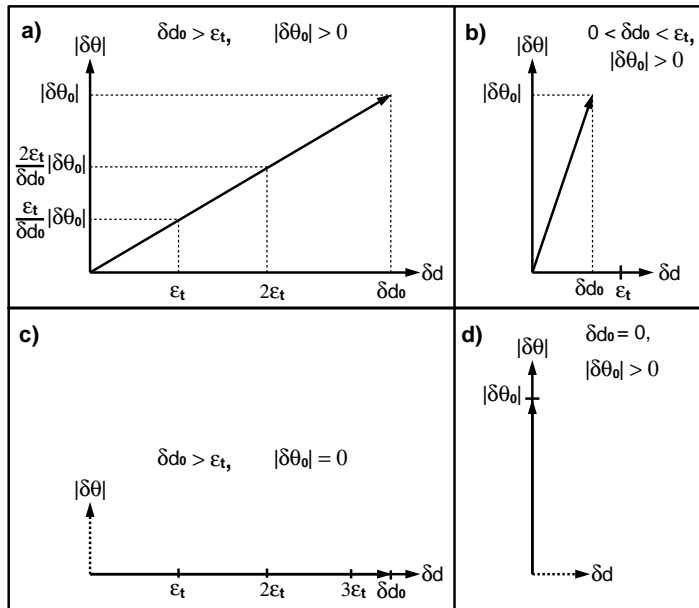 a) δd₀ > εₜ, |δθ₀| > 0
|δθ|
|δθ₀|
2εₜ/δd₀ |δθ₀|
εₜ/δd₀ |δθ₀|
εₜ 2εₜ δd₀ δd
b) 0 < δd₀ < εₜ,
|δθ| |δθ₀| > 0
|δθ₀|
δd₀ εₜ δd
c)
δd₀ > εₜ, |δθ₀| = 0
|δθ|
εₜ 2εₜ 3εₜ δd₀ δd
d) δd₀ = 0,
|δθ|
|δθ₀| > 0
|δθ₀|
δd